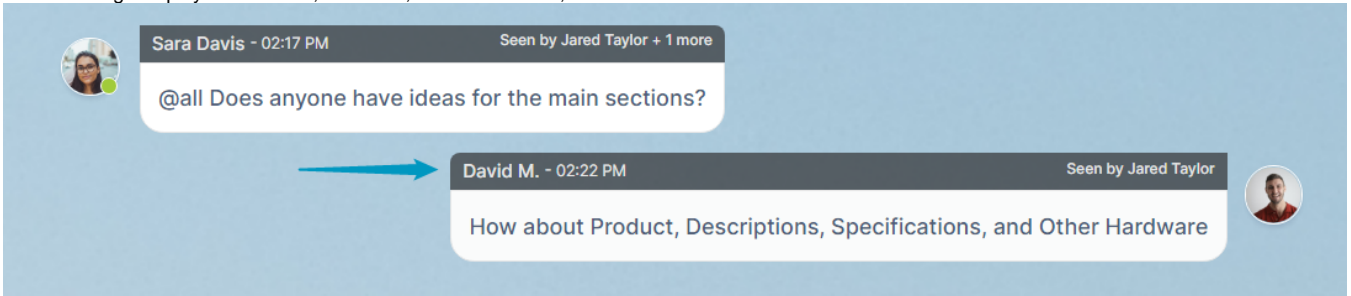 Sara Davis - 02:17 PM Seen by Jared Taylor + 1 more
@all Does anyone have ideas for the main sections?
David M. - 02:22 PM Seen by Jared Taylor
How about Product, Descriptions, Specifications, and Other Hardware